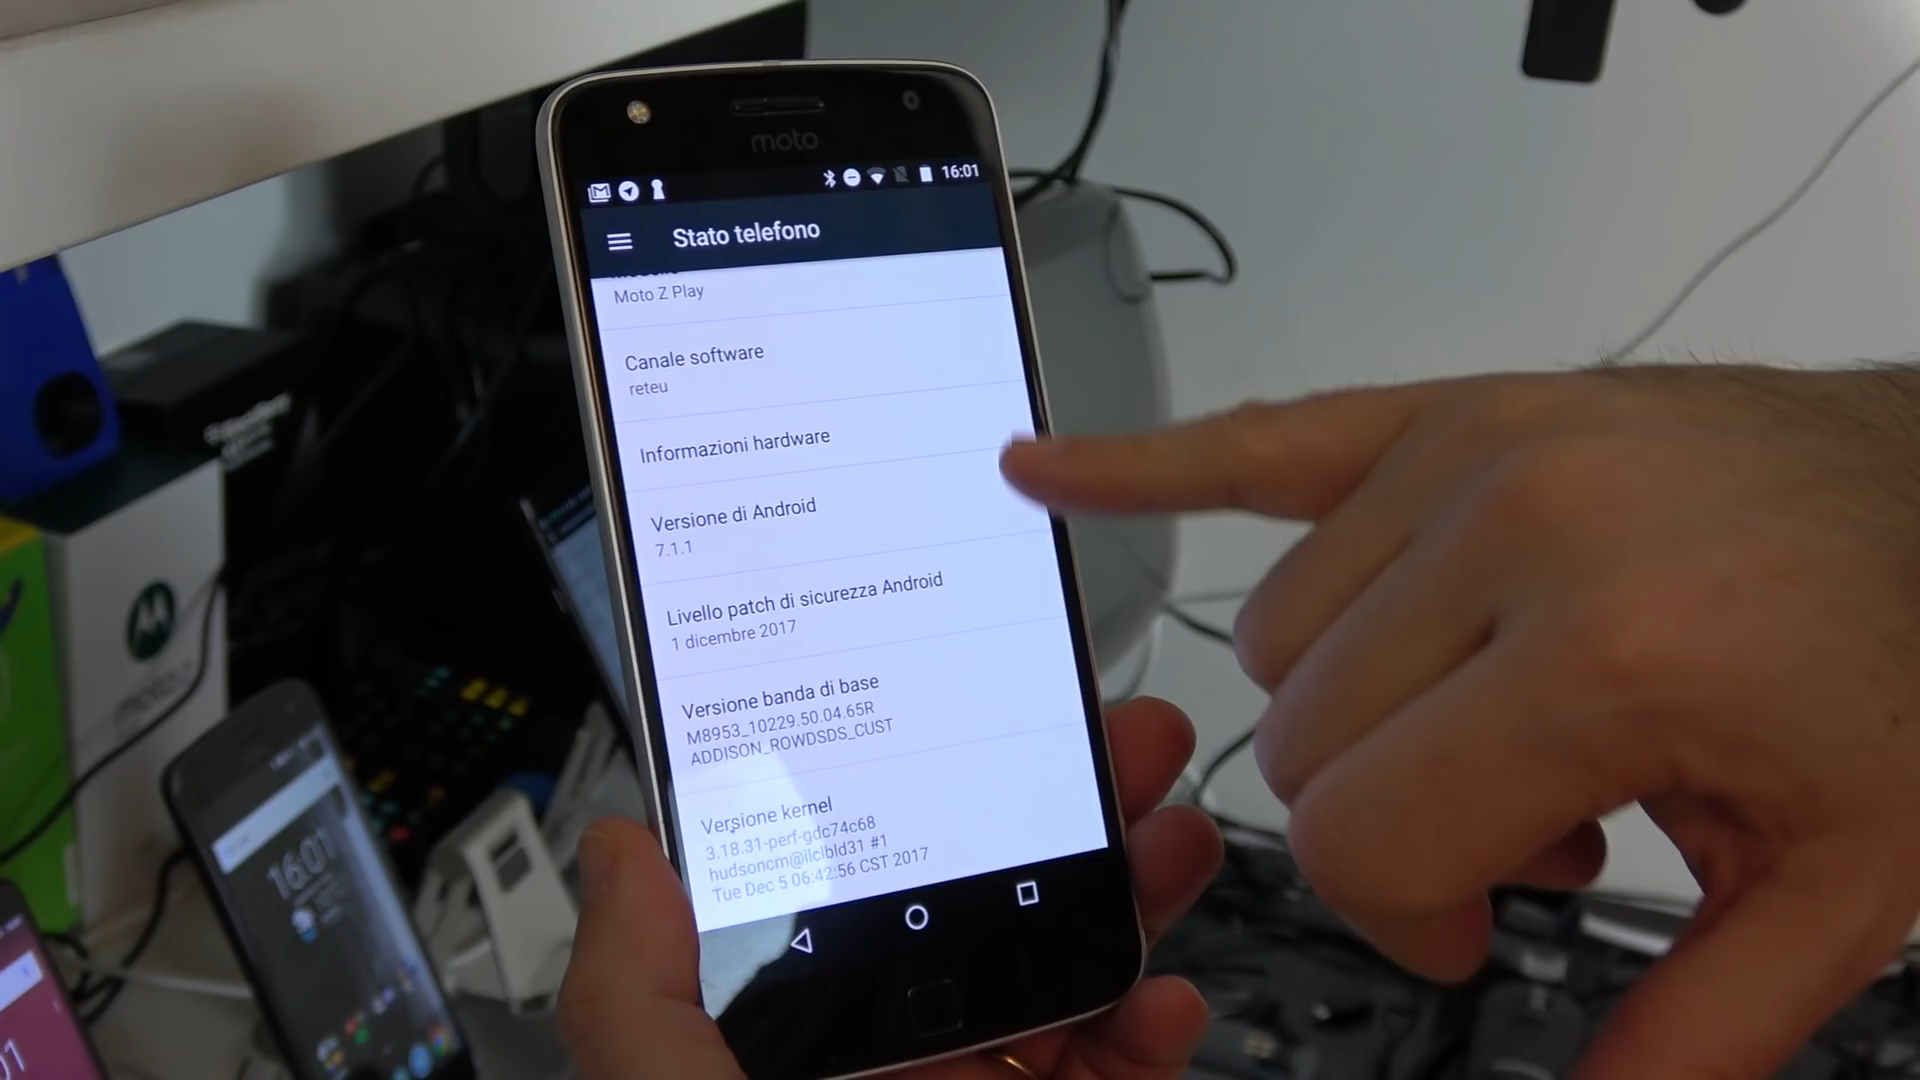 moto
16:01
Stato telefono
Moto Z Play
Canale software
reteu
Informazioni hardware
Versione di Android
7.1.1
Livello patch di sicurezza Android
1 dicembre 2017
Versione banda di base
M8953_10229.50.04.65R
ADDISON_ROWDSDS_CUST
Versione kernel
3.18.31-perf-gdc74c68
hudsoncm@ilclbld31 #1
Tue Dec 5 06:42:56 CST 2017
16:01